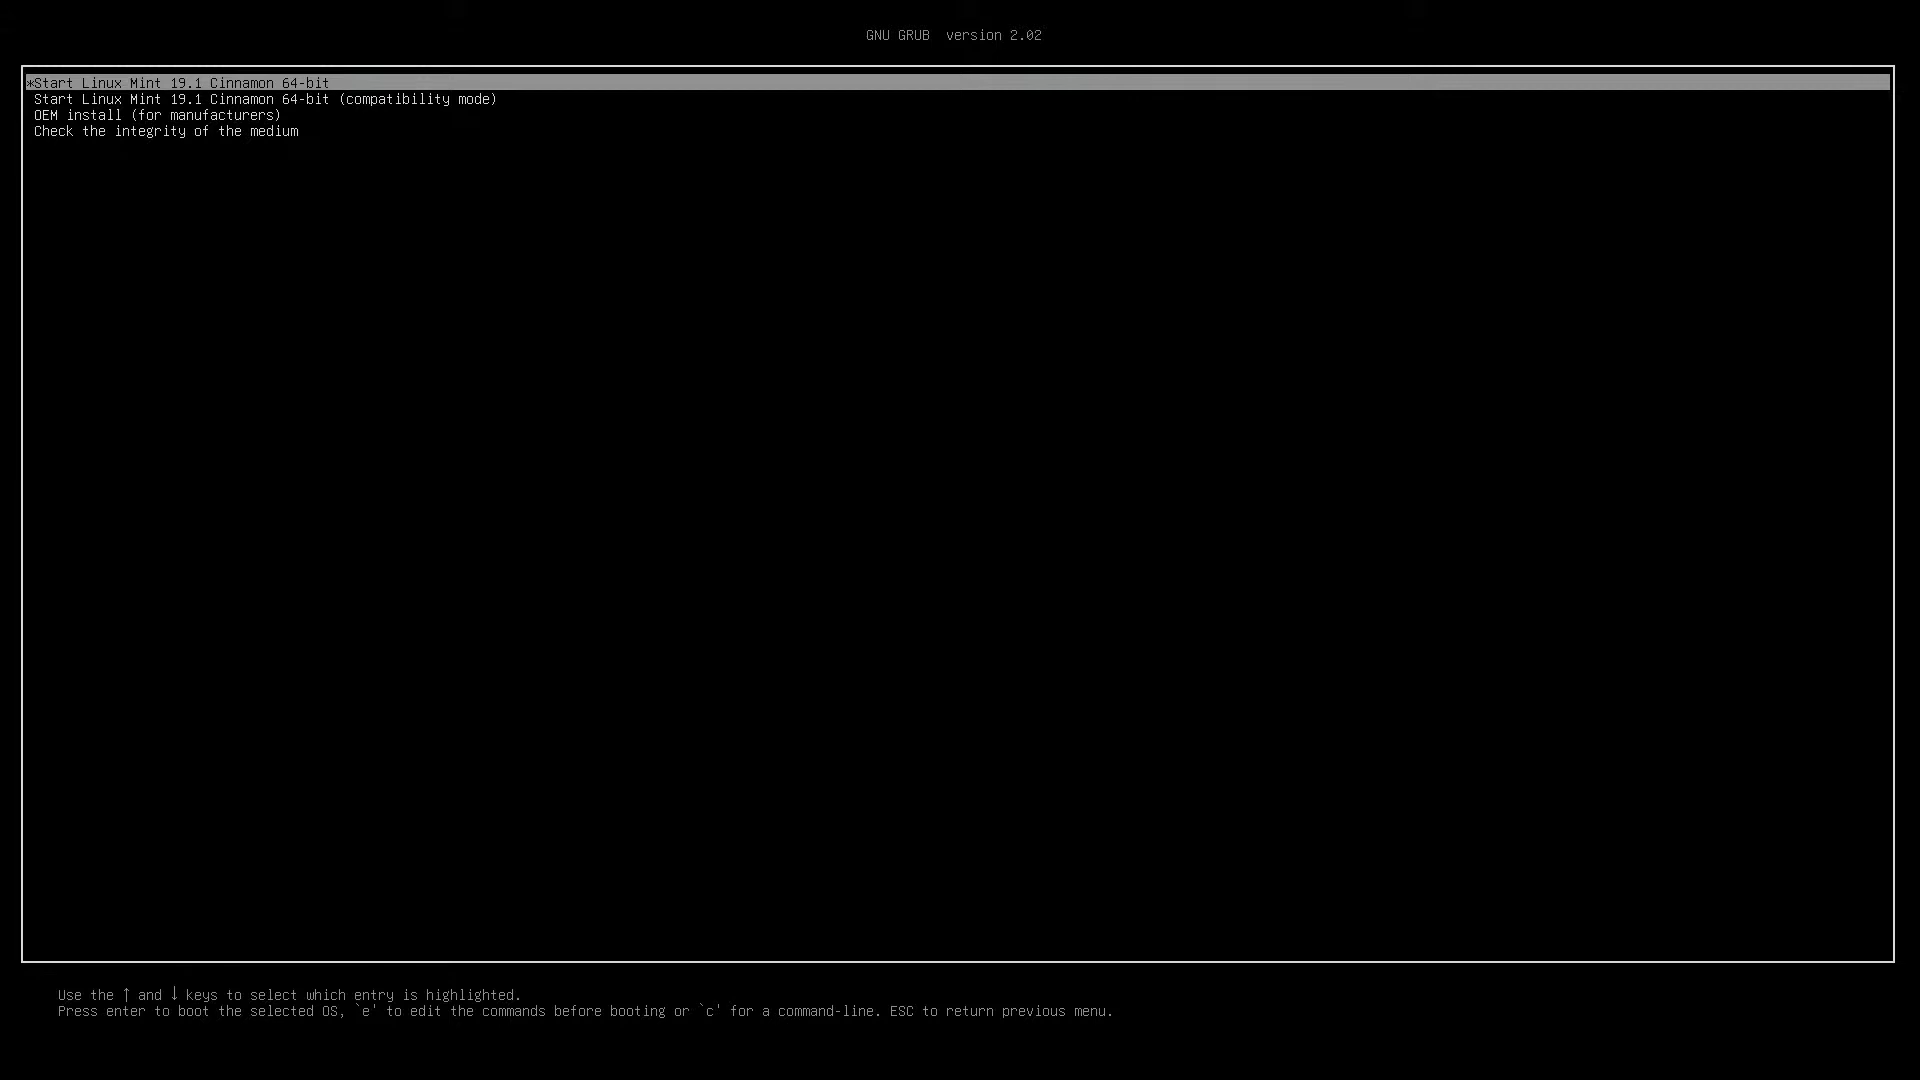 GNU GRUB  version 2.02
*Start Linux Mint 19.1 Cinnamon 64-bit
Start Linux Mint 19.1 Cinnamon 64-bit (compatibility mode)
OEM install (for manufacturers)
Check the integrity of the medium
Use the ↑ and ↓ keys to select which entry is highlighted.
Press enter to boot the selected OS, `e' to edit the commands before booting or `c' for a command-line. ESC to return previous menu.